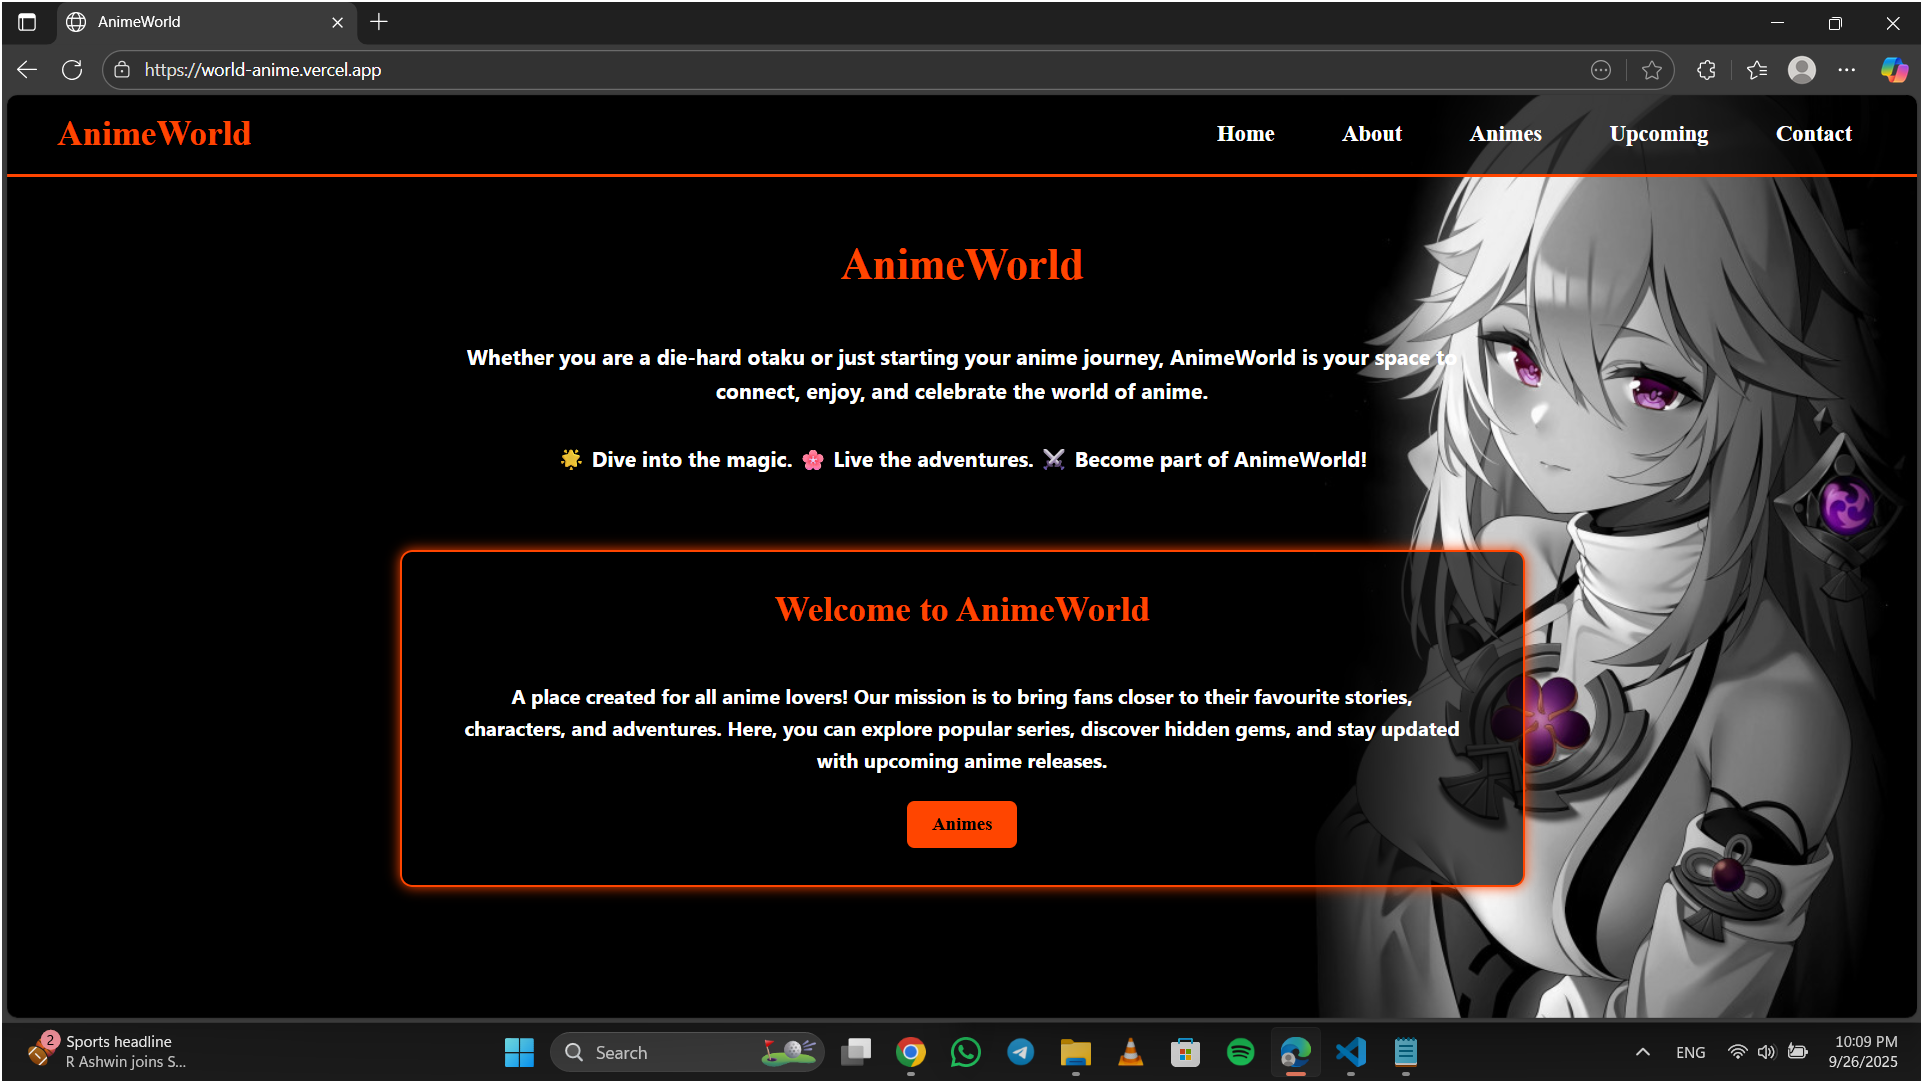 AnimeWorld
https://world-anime.vercel.app
AnimeWorld
Home About Animes Upcoming Contact
AnimeWorld
Whether you are a die-hard otaku or just starting your anime journey, AnimeWorld is your space to
connect, enjoy, and celebrate the world of anime.
🌟 Dive into the magic. 🌸 Live the adventures. ⚔️ Become part of AnimeWorld!
Welcome to AnimeWorld
A place created for all anime lovers! Our mission is to bring fans closer to their favourite stories,
characters, and adventures. Here, you can explore popular series, discover hidden gems, and stay updated
with upcoming anime releases.
Animes
2
Sports headline
R Ashwin joins S...
Search
ENG
10:09 PM
9/26/2025